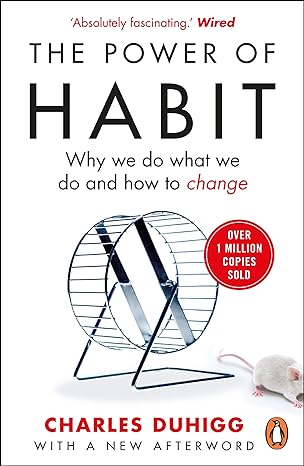 ‘Absolutely fascinating.’ Wired
THE POWER OF
HABIT
Why we do what we
do and how to change
OVER
1 MILLION
COPIES
SOLD
CHARLES DUHIGG
WITH A NEW AFTERWORD